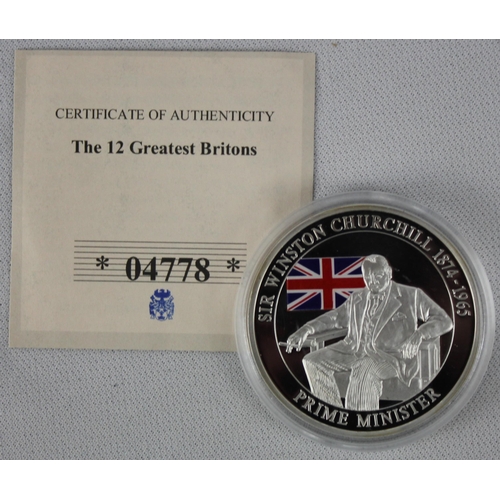 CERTIFICATE OF AUTHENTICITY
The 12 Greatest Britons
* 04778 *
SIR WINSTON CHURCHILL 1874-1965
PRIME MINISTER